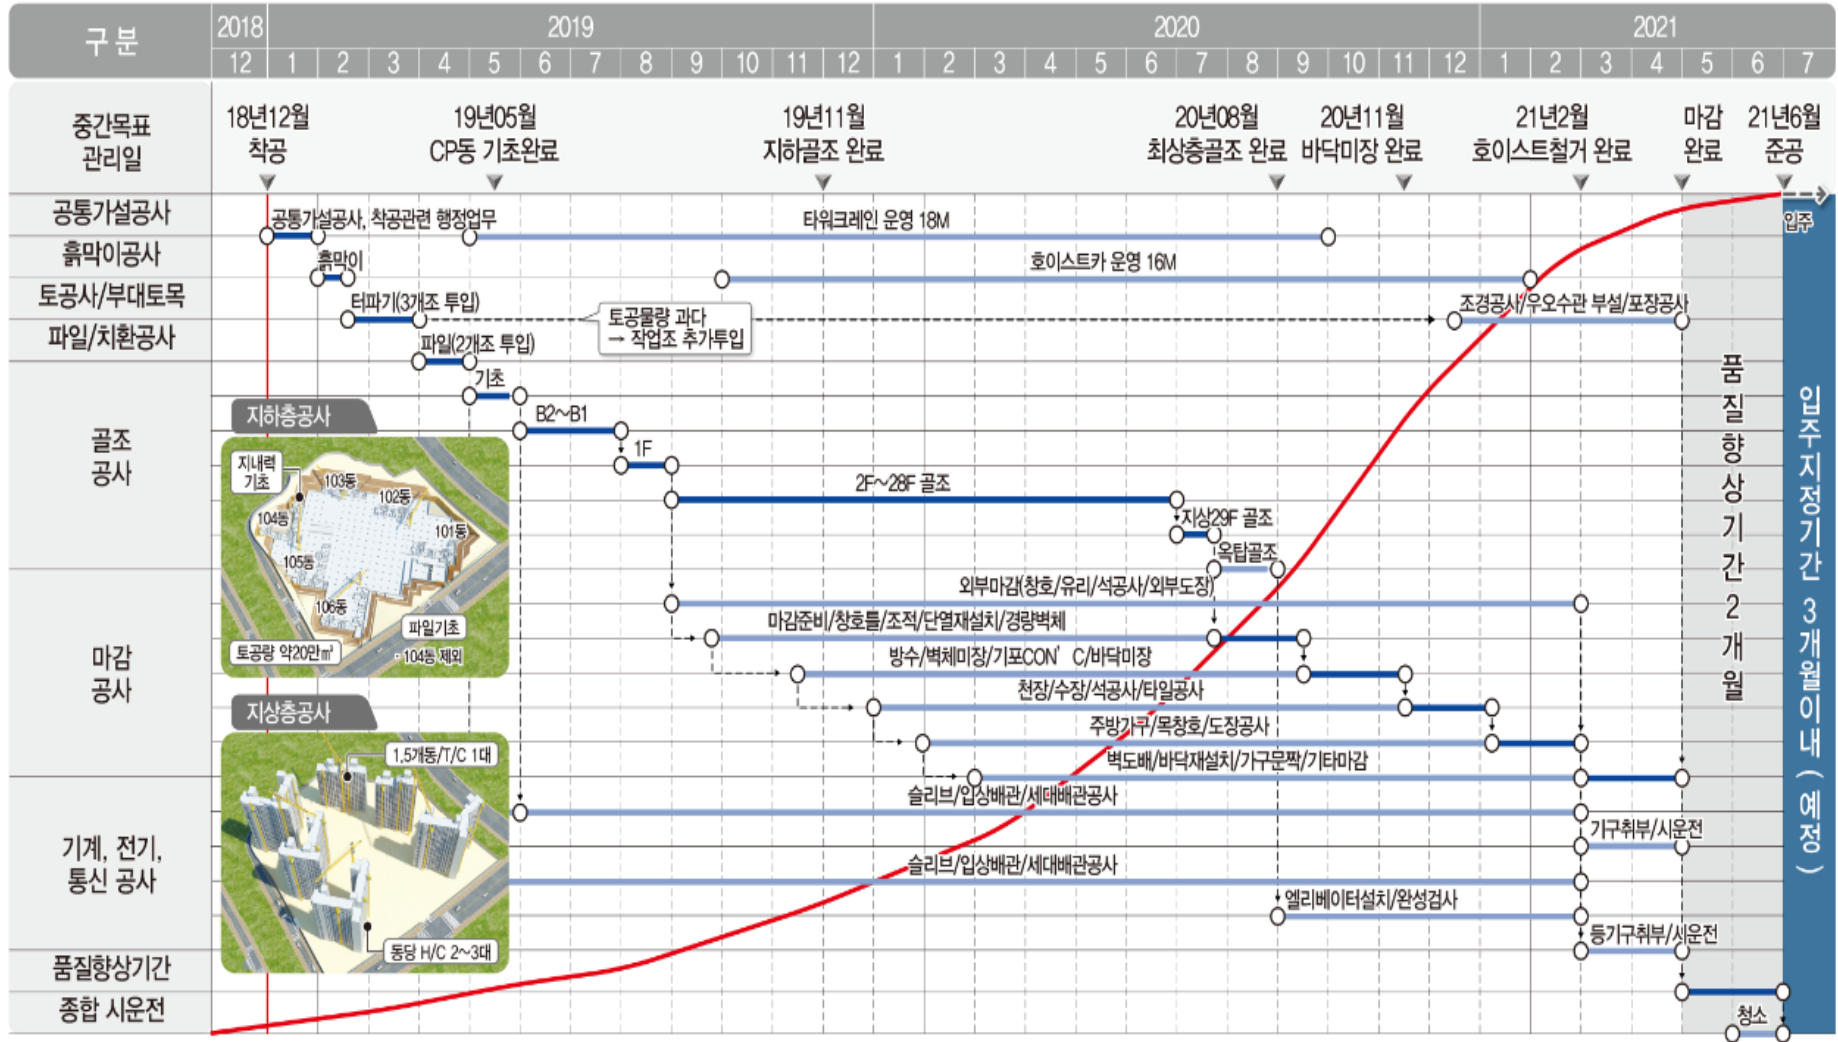 구 분
2018
2019
2020
2021
12 1 2 3 4 5 6 7 8 9 10 11 12 1 2 3 4 5 6 7 8 9 10 11 12 1 2 3 4 5 6 7
중간목표
관리일
18년12월
착공
19년05월
CP동 기초완료
19년11월
지하골조 완료
20년08월
최상층골조 완료
20년11월
바닥미장 완료
21년2월
호이스트철거 완료
마감
완료
21년6월
준공
공통가설공사
공통가설공사, 착공관련 행정업무
타워크레인 운영 18M
입주
흙막이공사
흙막이
호이스트카 운영 16M
토공사/부대토목
터파기(3개조 투입)
토공물량 과다
→ 작업조 추가투입
조경공사/우오수관 부설/포장공사
파일/치환공사
파일(2개조 투입)
골조
공사
기초
B2~B1
1F
2F~28F 골조
지상29F 골조
옥탑골조
지하층공사
지내력
기초
103동
102동
104동
101동
105동
106동
파일기초
토공량 약20만㎥
· 104동 제외
마감
공사
외부마감(창호/유리/석공사/외부도장)
마감준비/창호틀/조적/단열재설치/경량벽체
방수/벽체미장/기포CON' C/바닥미장
천장/수장/석공사/타일공사
주방가구/목창호/도장공사
벽도배/바닥재설치/가구문짝/기타마감
지상층공사
1.5개동/T/C 1대
동당 H/C 2~3대
기계, 전기,
통신 공사
슬리브/입상배관/세대배관공사
기구취부/시운전
슬리브/입상배관/세대배관공사
엘리베이터설치/완성검사
등기구취부/시운전
품질향상기간
종합 시운전
청소
품질향상기간 2개월
입주지정기간 3개월이내 (예정)